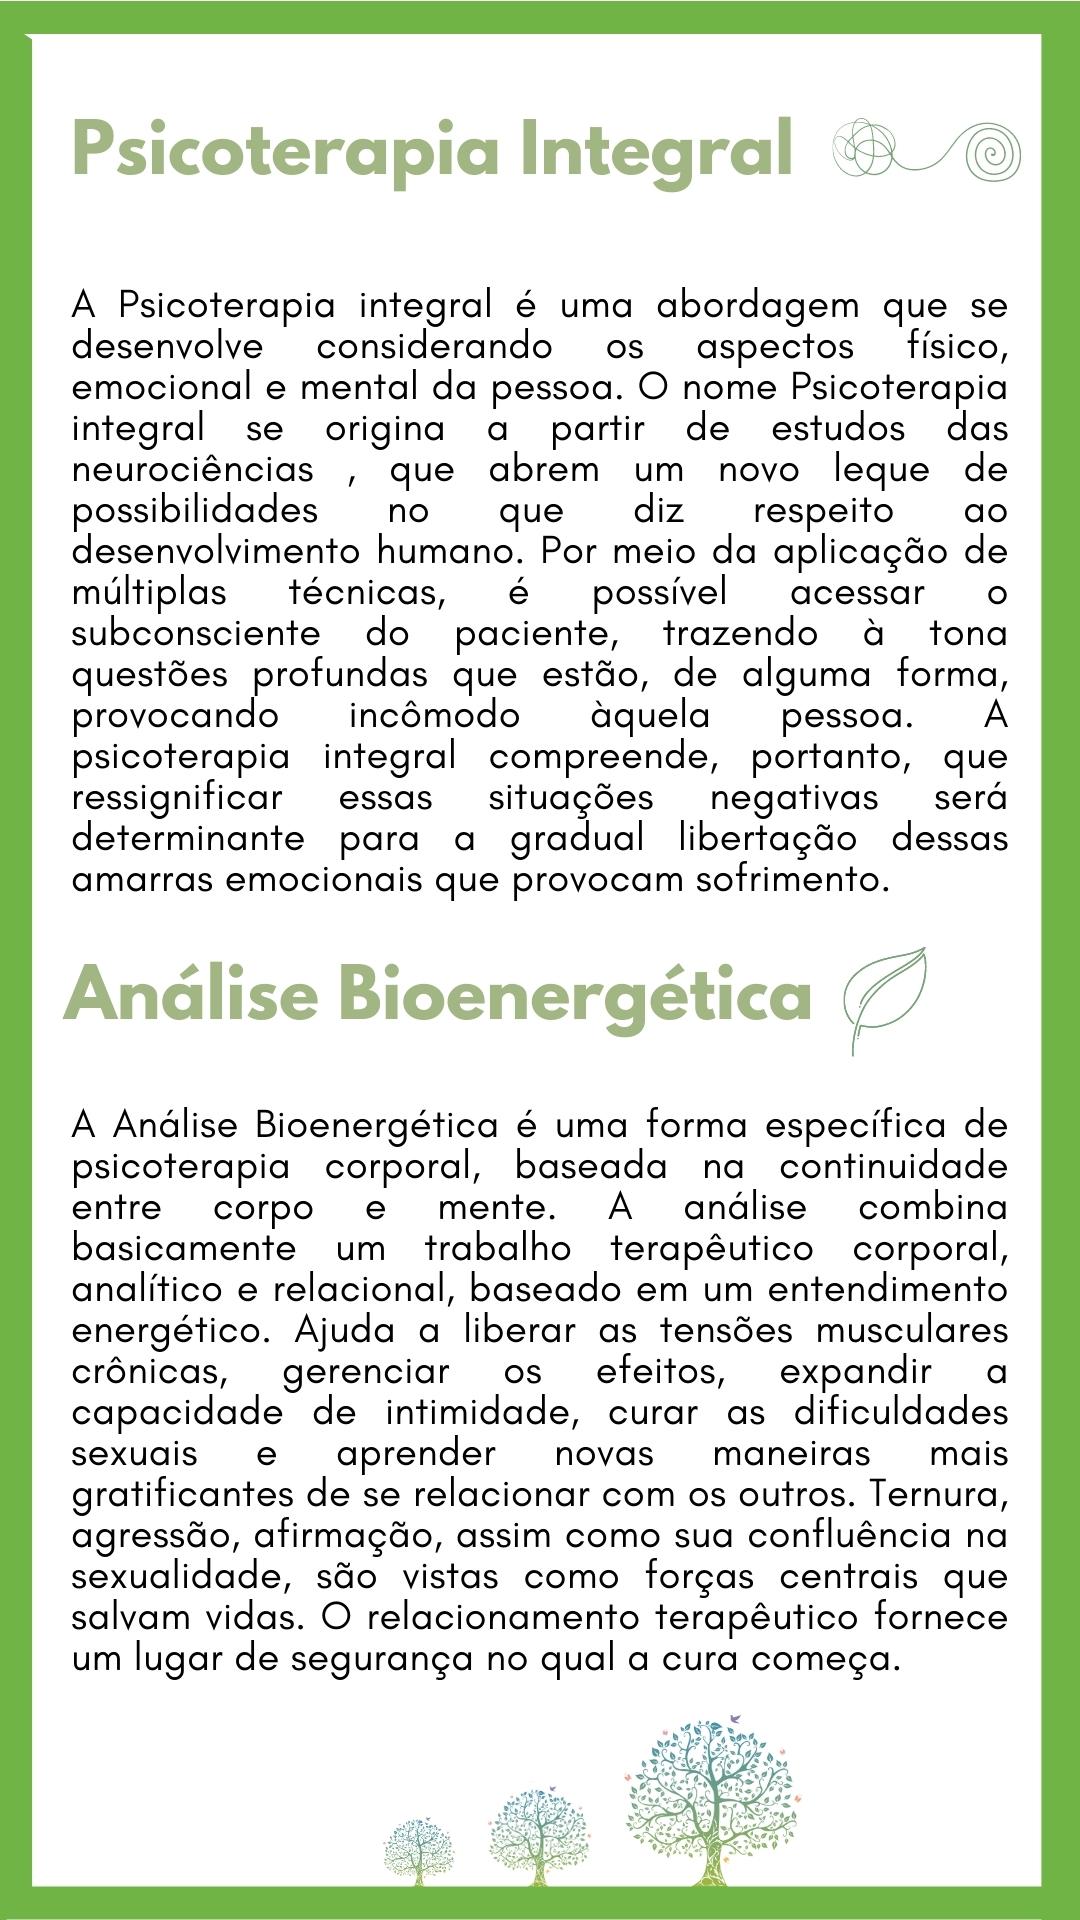 Psicoterapia Integral
A Psicoterapia integral é uma abordagem que se
desenvolve considerando os aspectos físico,
emocional e mental da pessoa. O nome Psicoterapia
integral se origina a partir de estudos das
neurociências , que abrem um novo leque de
possibilidades no que diz respeito ao
desenvolvimento humano. Por meio da aplicação de
múltiplas técnicas, é possível acessar o
subconsciente do paciente, trazendo à tona
questões profundas que estão, de alguma forma,
provocando incômodo àquela pessoa. A
psicoterapia integral compreende, portanto, que
ressignificar essas situações negativas será
determinante para a gradual libertação dessas
amarras emocionais que provocam sofrimento.
Análise Bioenergética
A Análise Bioenergética é uma forma específica de
psicoterapia corporal, baseada na continuidade
entre corpo e mente. A análise combina
basicamente um trabalho terapêutico corporal,
analítico e relacional, baseado em um entendimento
energético. Ajuda a liberar as tensões musculares
crônicas, gerenciar os efeitos, expandir a
capacidade de intimidade, curar as dificuldades
sexuais e aprender novas maneiras mais
gratificantes de se relacionar com os outros. Ternura,
agressão, afirmação, assim como sua confluência na
sexualidade, são vistas como forças centrais que
salvam vidas. O relacionamento terapêutico fornece
um lugar de segurança no qual a cura começa.